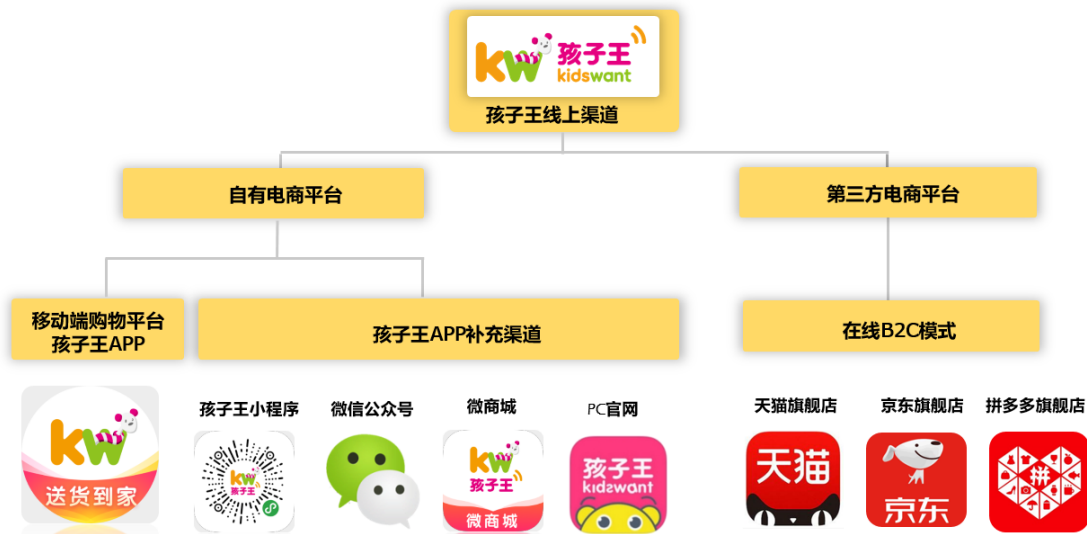 kw 孩子王
kidswant
孩子王线上渠道
自有电商平台
第三方电商平台
移动端购物平台
孩子王APP
孩子王APP补充渠道
在线B2C模式
孩子王小程序
微信公众号
微商城
PC官网
天猫旗舰店
京东旗舰店
拼多多旗舰店
kw
送货到家
kw
孩子王
kw
孩子王
微商城
孩子王
kidswant
天猫
京东
拼